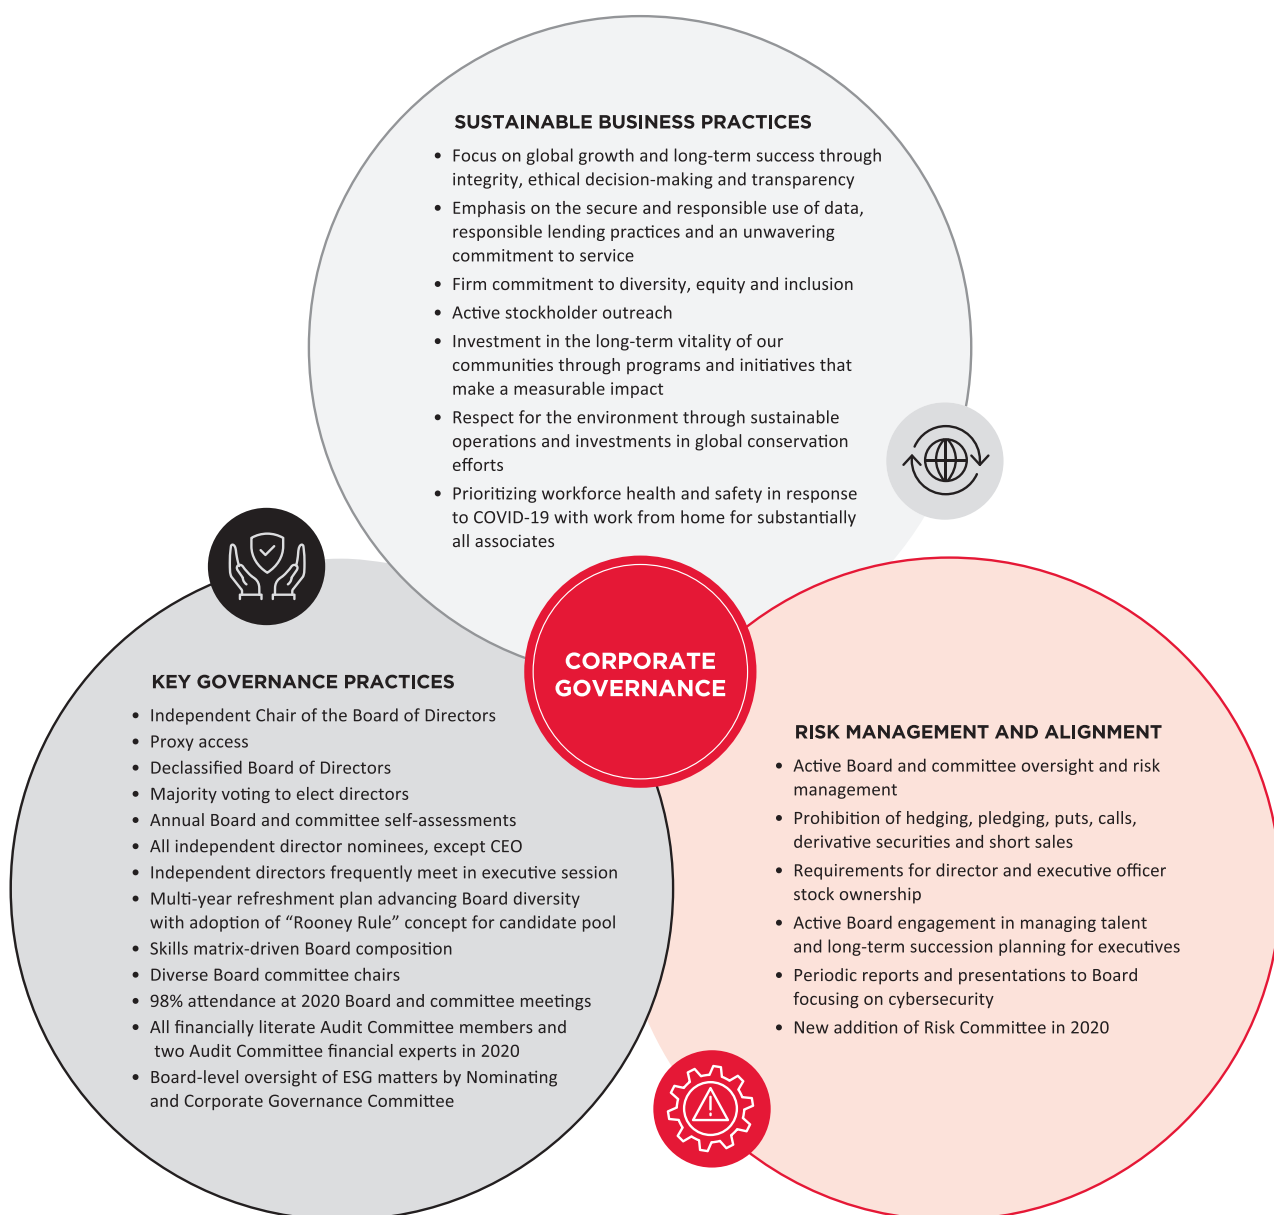 SUSTAINABLE BUSINESS PRACTICES
• Focus on global growth and long-term success through
integrity, ethical decision-making and transparency
• Emphasis on the secure and responsible use of data,
responsible lending practices and an unwavering
commitment to service
• Firm commitment to diversity, equity and inclusion
• Active stockholder outreach
• Investment in the long-term vitality of our
communities through programs and initiatives that
make a measurable impact
• Respect for the environment through sustainable
operations and investments in global conservation
efforts
• Prioritizing workforce health and safety in response
to COVID-19 with work from home for substantially
all associates
CORPORATE
GOVERNANCE
KEY GOVERNANCE PRACTICES
• Independent Chair of the Board of Directors
• Proxy access
• Declassified Board of Directors
• Majority voting to elect directors
• Annual Board and committee self-assessments
• All independent director nominees, except CEO
• Independent directors frequently meet in executive session
• Multi-year refreshment plan advancing Board diversity
with adoption of “Rooney Rule” concept for candidate pool
• Skills matrix-driven Board composition
• Diverse Board committee chairs
• 98% attendance at 2020 Board and committee meetings
• All financially literate Audit Committee members and
two Audit Committee financial experts in 2020
• Board-level oversight of ESG matters by Nominating
and Corporate Governance Committee
RISK MANAGEMENT AND ALIGNMENT
• Active Board and committee oversight and risk
management
• Prohibition of hedging, pledging, puts, calls,
derivative securities and short sales
• Requirements for director and executive officer
stock ownership
• Active Board engagement in managing talent
and long-term succession planning for executives
• Periodic reports and presentations to Board
focusing on cybersecurity
• New addition of Risk Committee in 2020